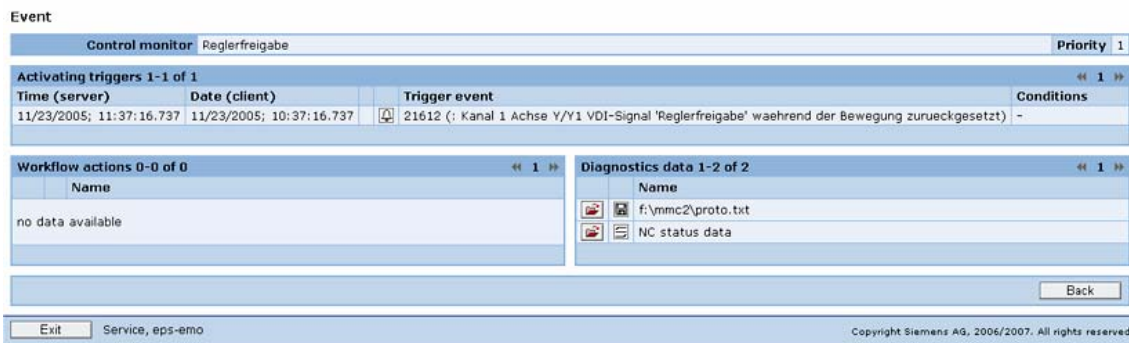 Event
Control monitor Reglerfreigabe Priority 1
Activating triggers 1-1 of 1 1
Time (server) Date (client) Trigger event Conditions
11/23/2005; 11:37:16.737 11/23/2005; 10:37:16.737 21612 (: Kanal 1 Achse Y/Y1 VDI-Signal 'Reglerfreigabe' waehrend der Bewegung zurueckgesetzt) -
Workflow actions 0-0 of 0 1
Name
no data available
Diagnostics data 1-2 of 2 1
Name
f:\mmc2\proto.txt
NC status data
Back
Exit Service, eps-emo Copyright Siemens AG, 2006/2007. All rights reserved